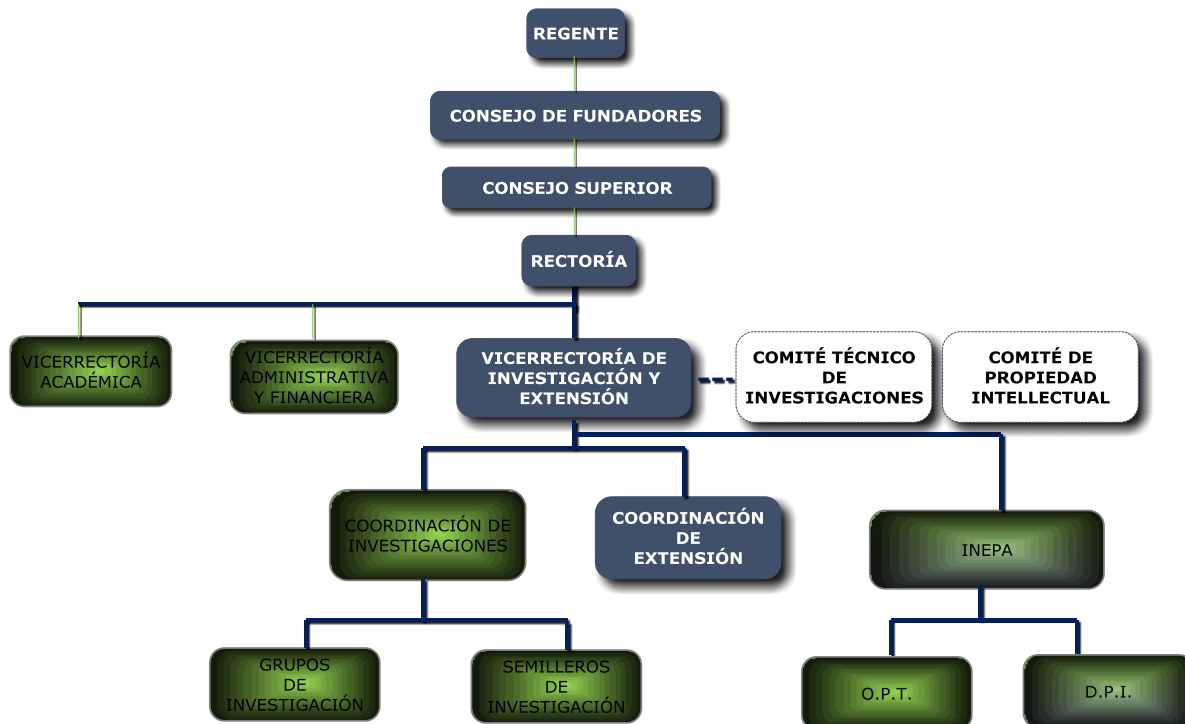 REGENTE
CONSEJO DE FUNDADORES
CONSEJO SUPERIOR
RECTORÍA
VICERRECTORÍA
ACADÉMICA
VICERRECTORÍA
ADMINISTRATIVA
Y FINANCIERA
VICERRECTORÍA DE
INVESTIGACIÓN Y
EXTENSIÓN
COMITÉ TÉCNICO
DE
INVESTIGACIONES
COMITÉ DE
PROPIEDAD
INTELLECTUAL
COORDINACIÓN DE
INVESTIGACIONES
COORDINACIÓN
DE
EXTENSIÓN
INEPA
GRUPOS
DE
INVESTIGACIÓN
SEMILLEROS
DE
INVESTIGACIÓN
O.P.T.
D.P.I.